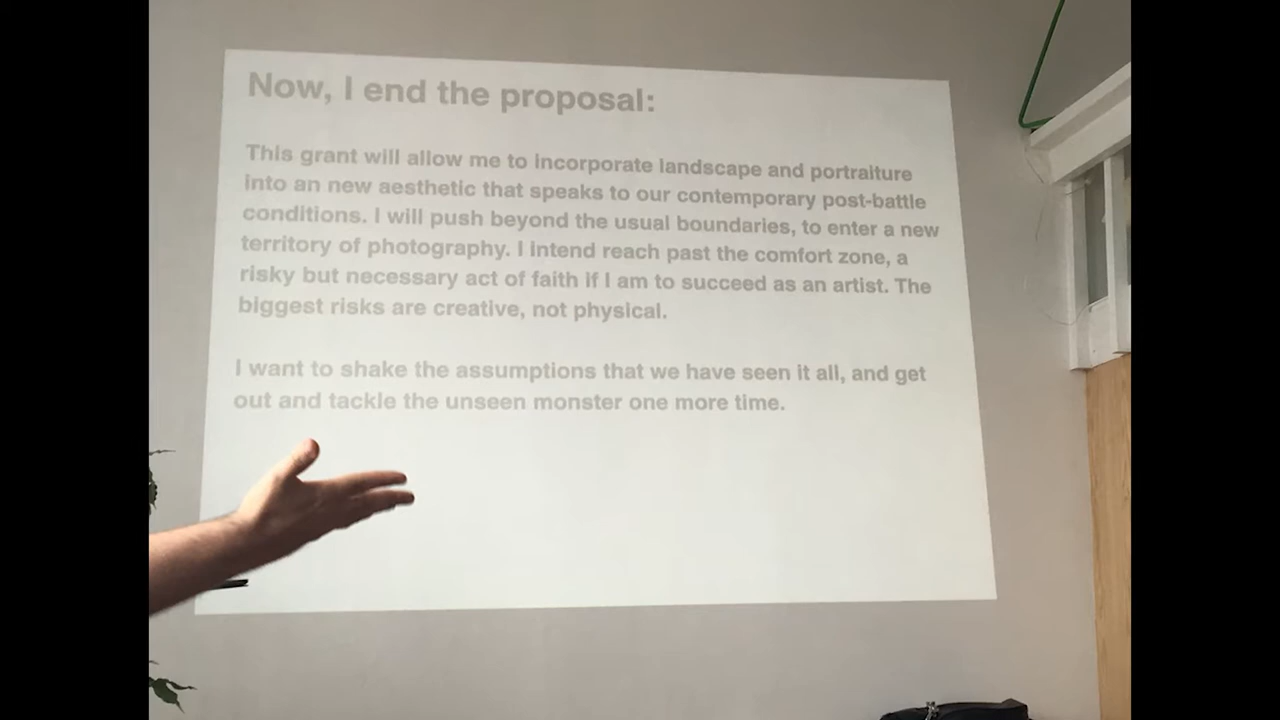 Now, I end the proposal:
This grant will allow me to incorporate landscape and portraiture
into an new aesthetic that speaks to our contemporary post-battle
conditions. I will push beyond the usual boundaries, to enter a new
territory of photography. I intend reach past the comfort zone, a
risky but necessary act of faith if I am to succeed as an artist. The
biggest risks are creative, not physical.
I want to shake the assumptions that we have seen it all, and get
out and tackle the unseen monster one more time.